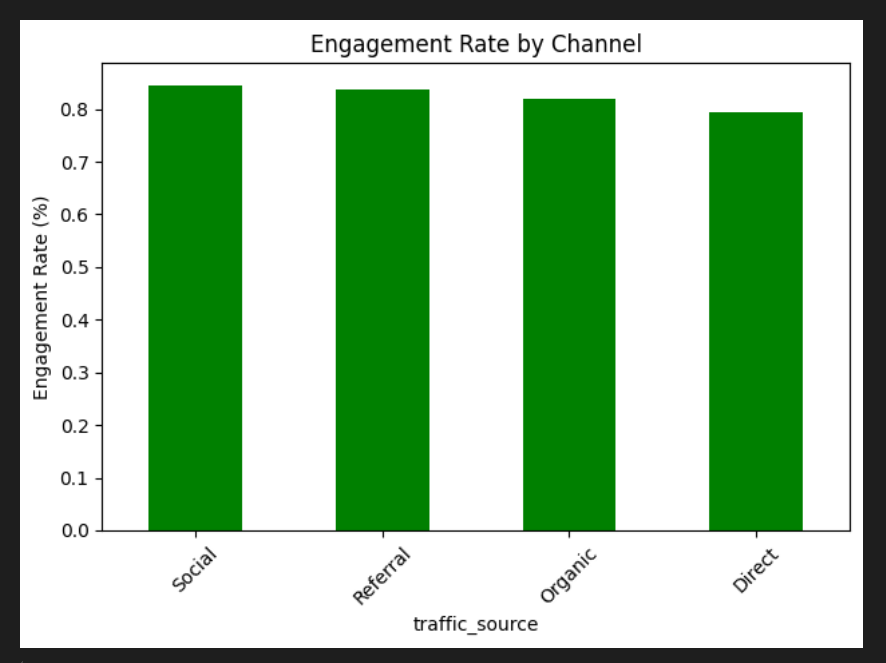 Engagement Rate by Channel
Engagement Rate (%)
0.8
0.7
0.6
0.5
0.4
0.3
0.2
0.1
0.0
Social
Referral
Organic
Direct
traffic_source